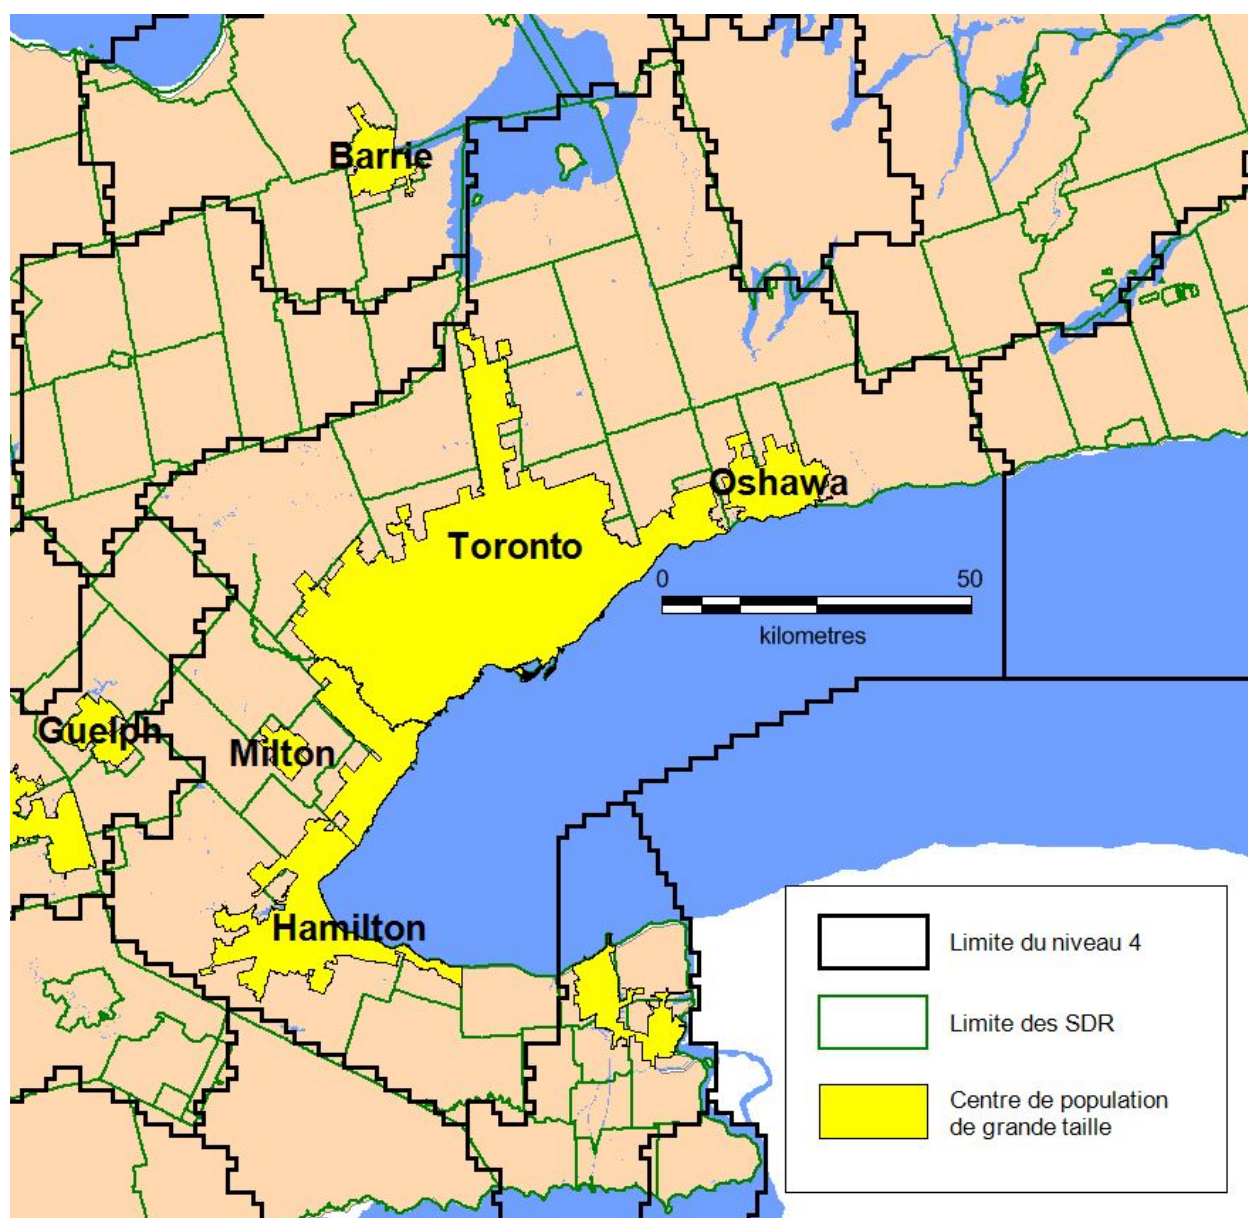 Barrie
Oshawa
Toronto
0 50
kilometres
Guelph
Milton
Hamilton
Limite du niveau 4
Limite des SDR
Centre de population
de grande taille